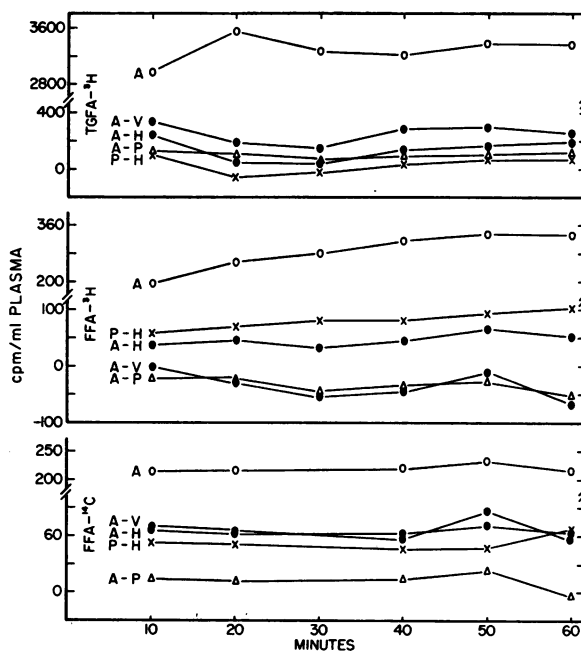 3600
A
2800
TGFA-³H
400
A-V
A-H
A-P
P-H
0
cpm/ml PLASMA
360
200
A
FFA-³H
100
P-H
A-H
0
A-V
A-P
-100
250
A
200
FFA-¹⁴C
A-V
A-H
60
P-H
A-P
0
10 20 30 40 50 60
MINUTES